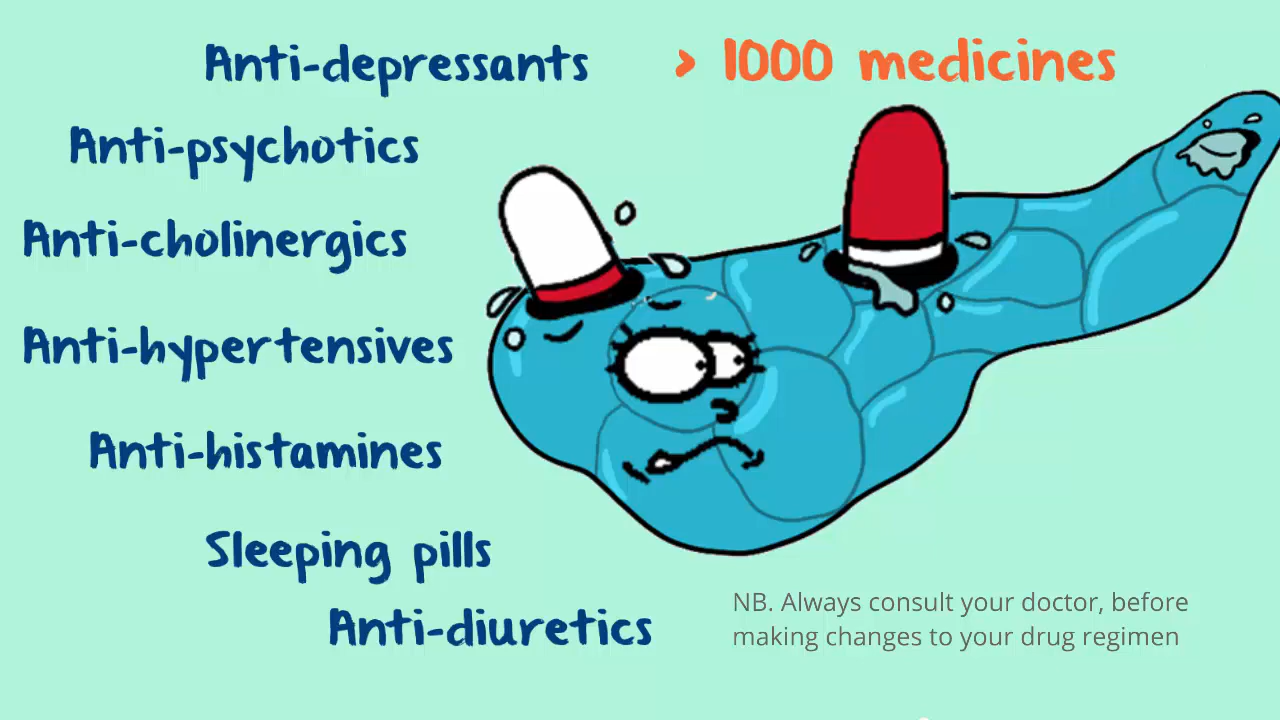 Anti-depressants
> 1000 medicines
Anti-psychotics
Anti-cholinergics
Anti-hypertensives
Anti-histamines
Sleeping pills
Anti-diuretics
NB. Always consult your doctor, before
making changes to your drug regimen